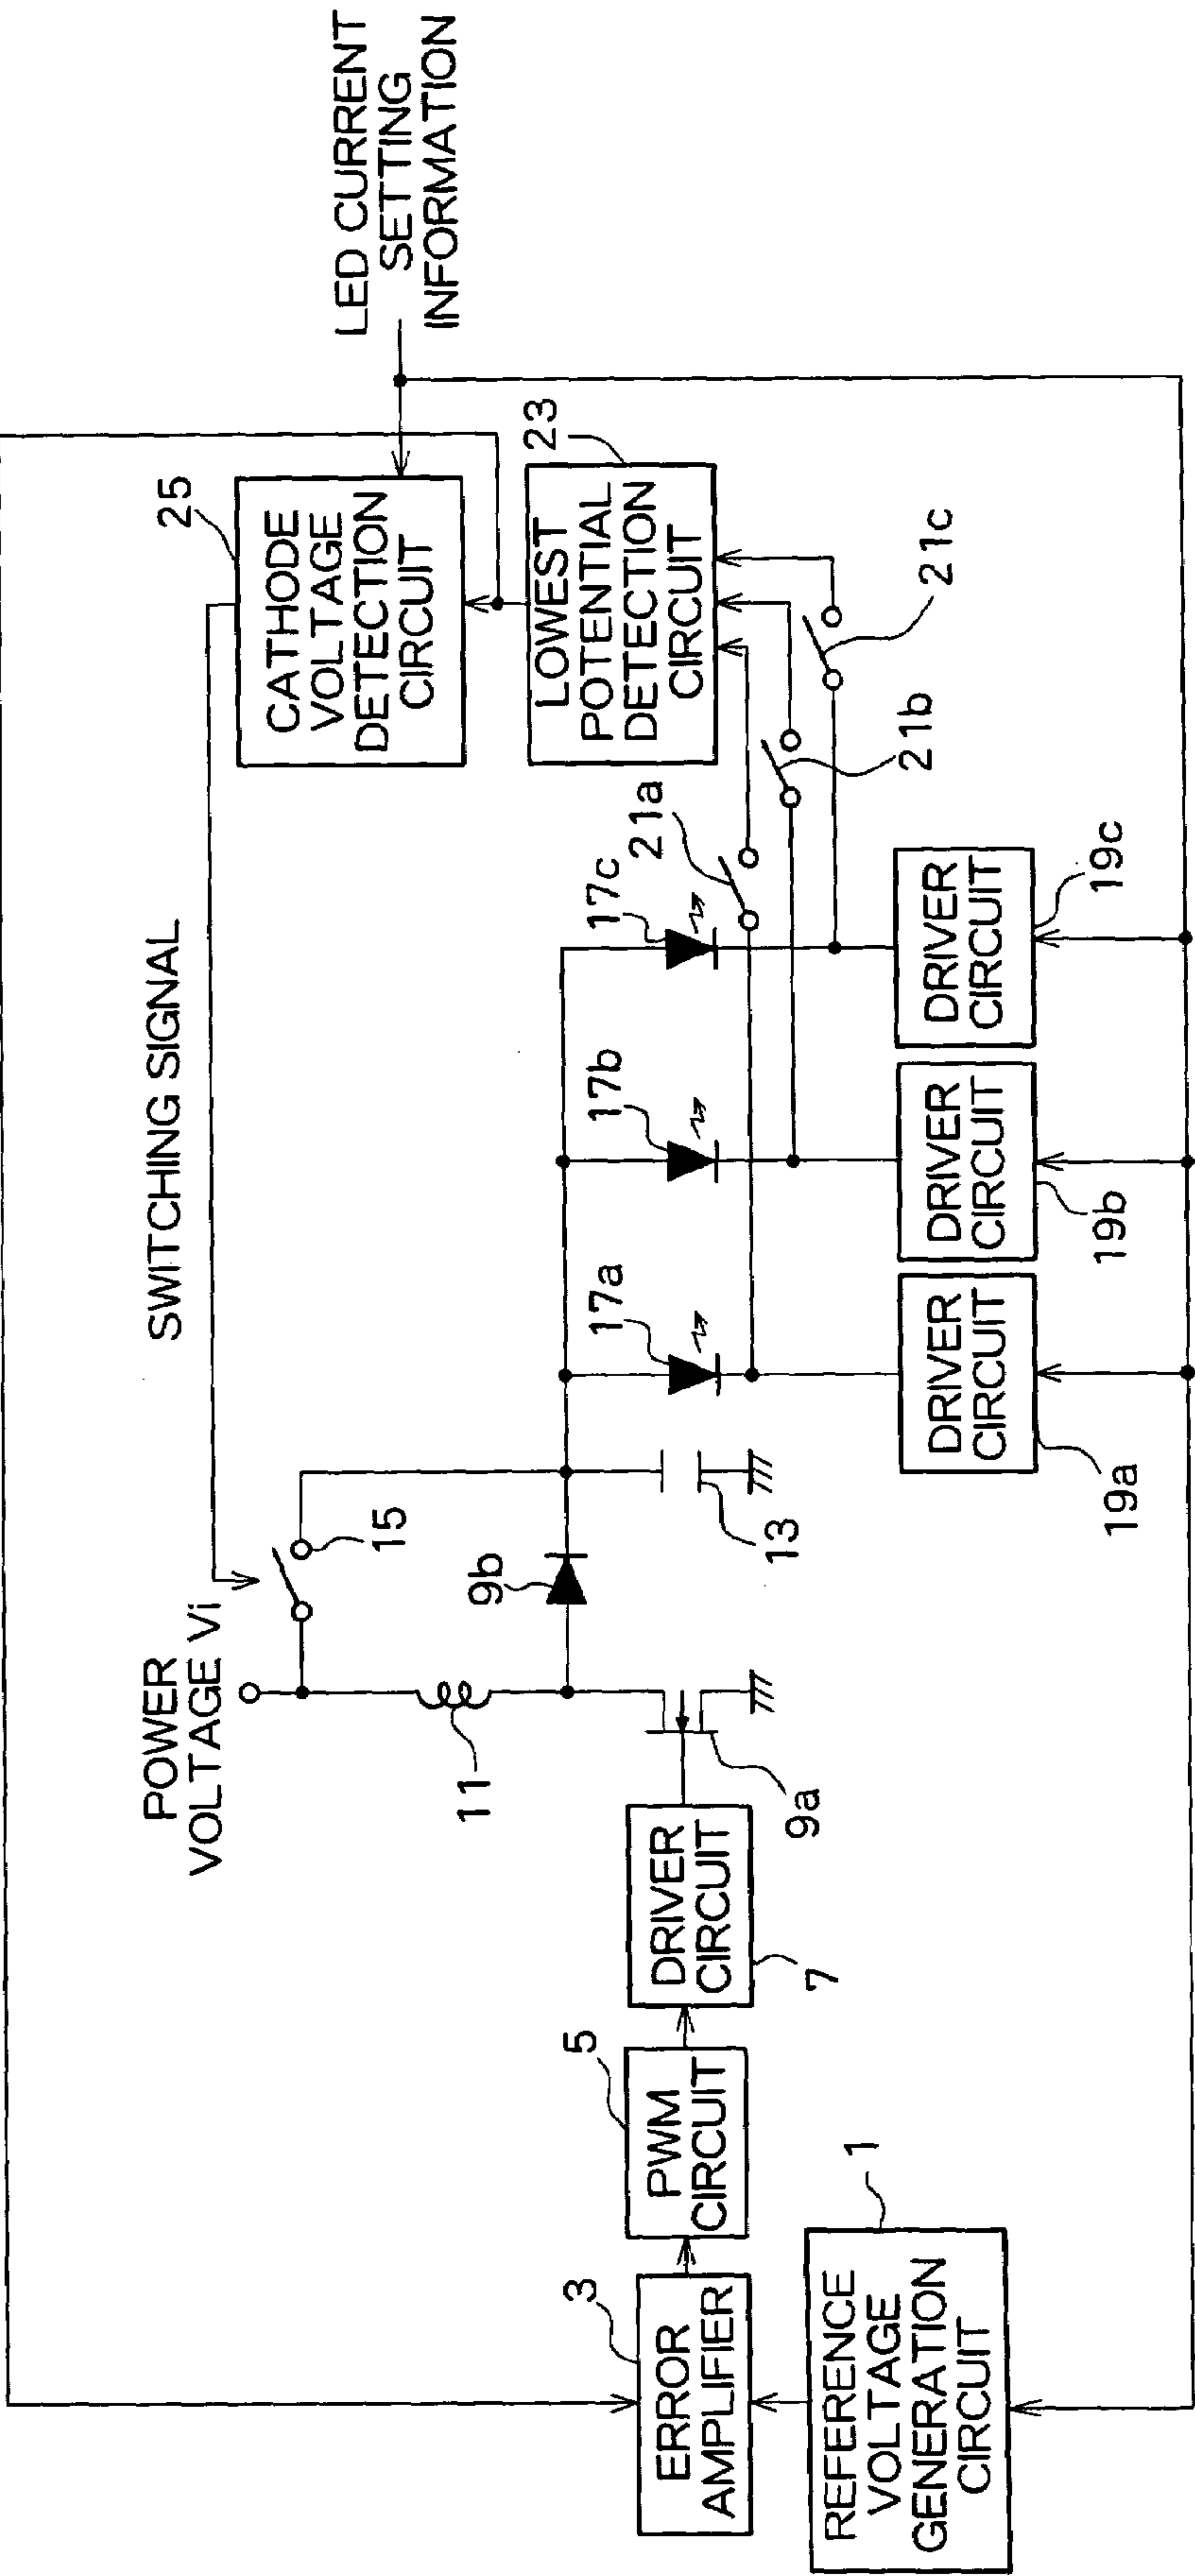 POWER
VOLTAGE Vi
SWITCHING SIGNAL
25
CATHODE
VOLTAGE
DETECTION
CIRCUIT
LED CURRENT
SETTING
INFORMATION
15
11
9b
13
9a
17a
17b
17c
21a
21b
21c
23
LOWEST
POTENTIAL
DETECTION
CIRCUIT
3
ERROR
AMPLIFIER
5
PWM
CIRCUIT
DRIVER
CIRCUIT
7
1
REFERENCE
VOLTAGE
GENERATION
CIRCUIT
DRIVER
CIRCUIT
19a
DRIVER
CIRCUIT
19b
DRIVER
CIRCUIT
19c